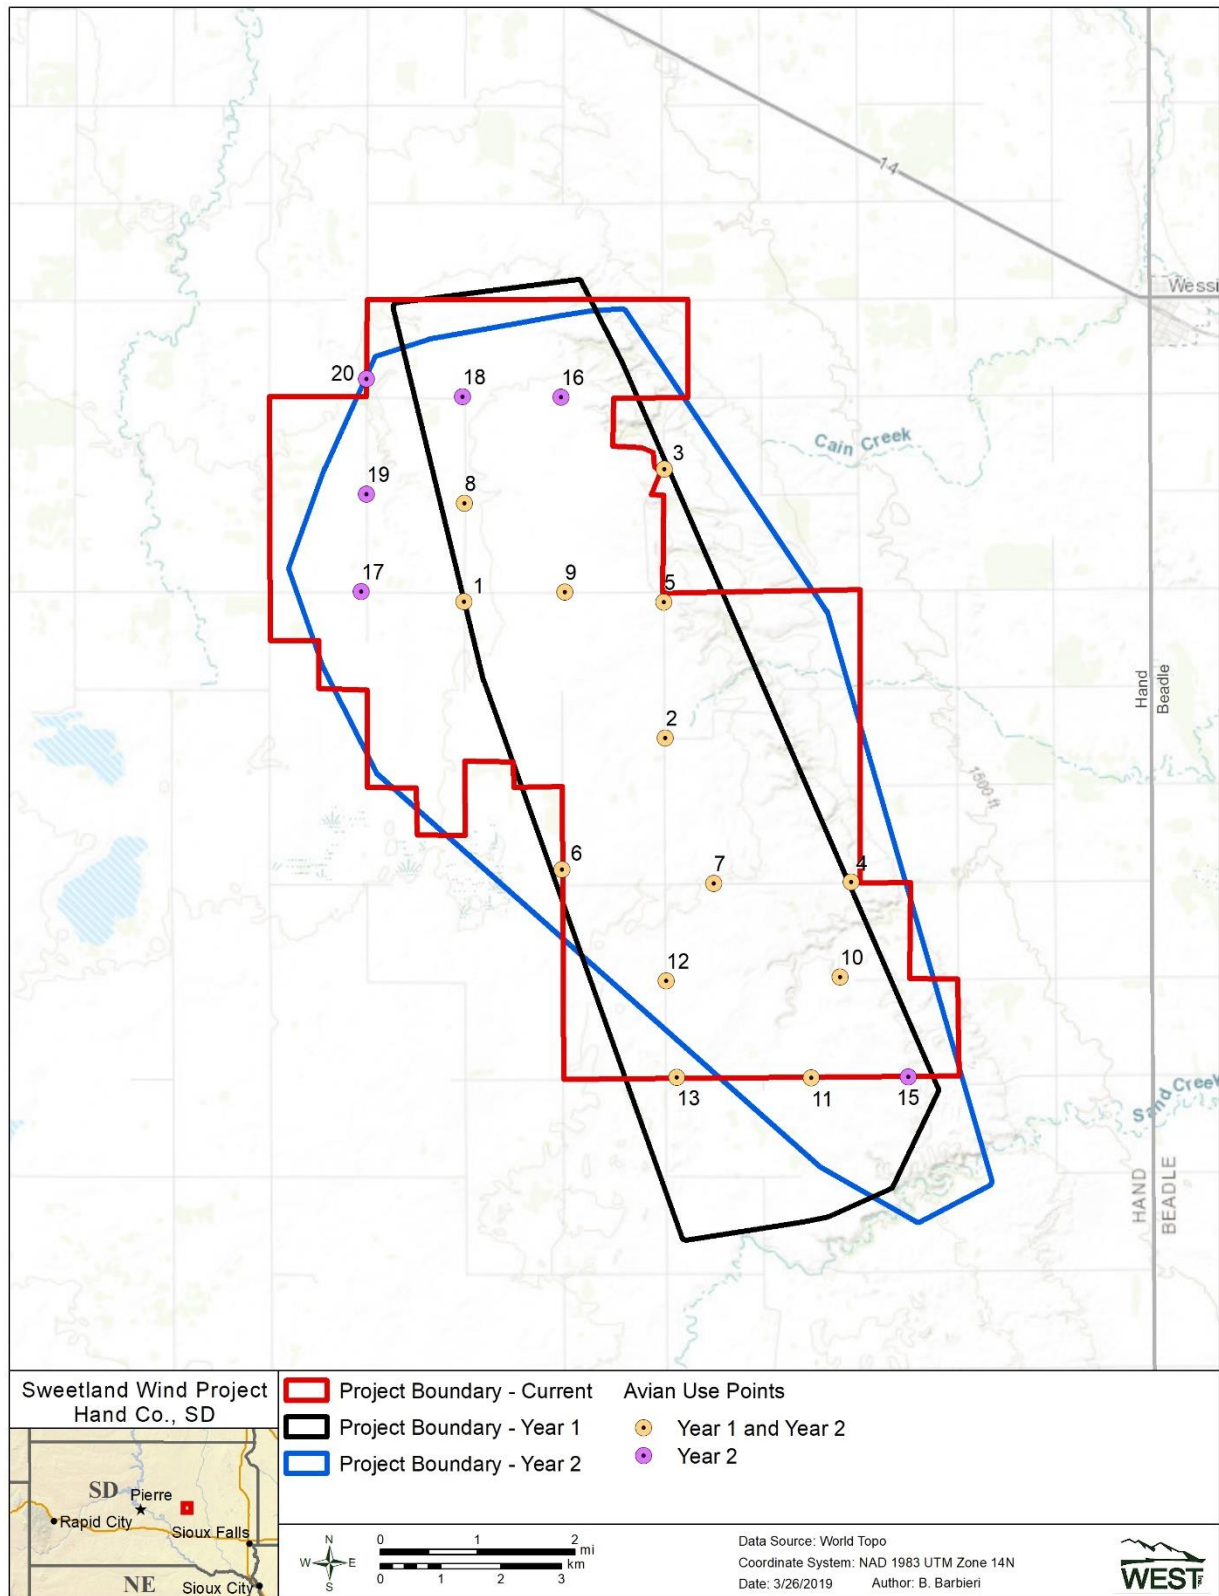 14
Wessi
Cain Creek
20
18
16
3
19
8
17
1
9
5
Hand
Beadle
2
1800 ft
6
7
4
12
10
13
11
15
Sand Creek
HAND
BEADLE
Sweetland Wind Project
Hand Co., SD
SD
Pierre
Rapid City
Sioux Falls
NE
Sioux City
Project Boundary - Current
Project Boundary - Year 1
Project Boundary - Year 2
Avian Use Points
Year 1 and Year 2
Year 2
N
W E
S
0 1 2
mi
km
0 1 2 3
Data Source: World Topo
Coordinate System: NAD 1983 UTM Zone 14N
Date: 3/26/2019 Author: B. Barbieri
WEST Inc.